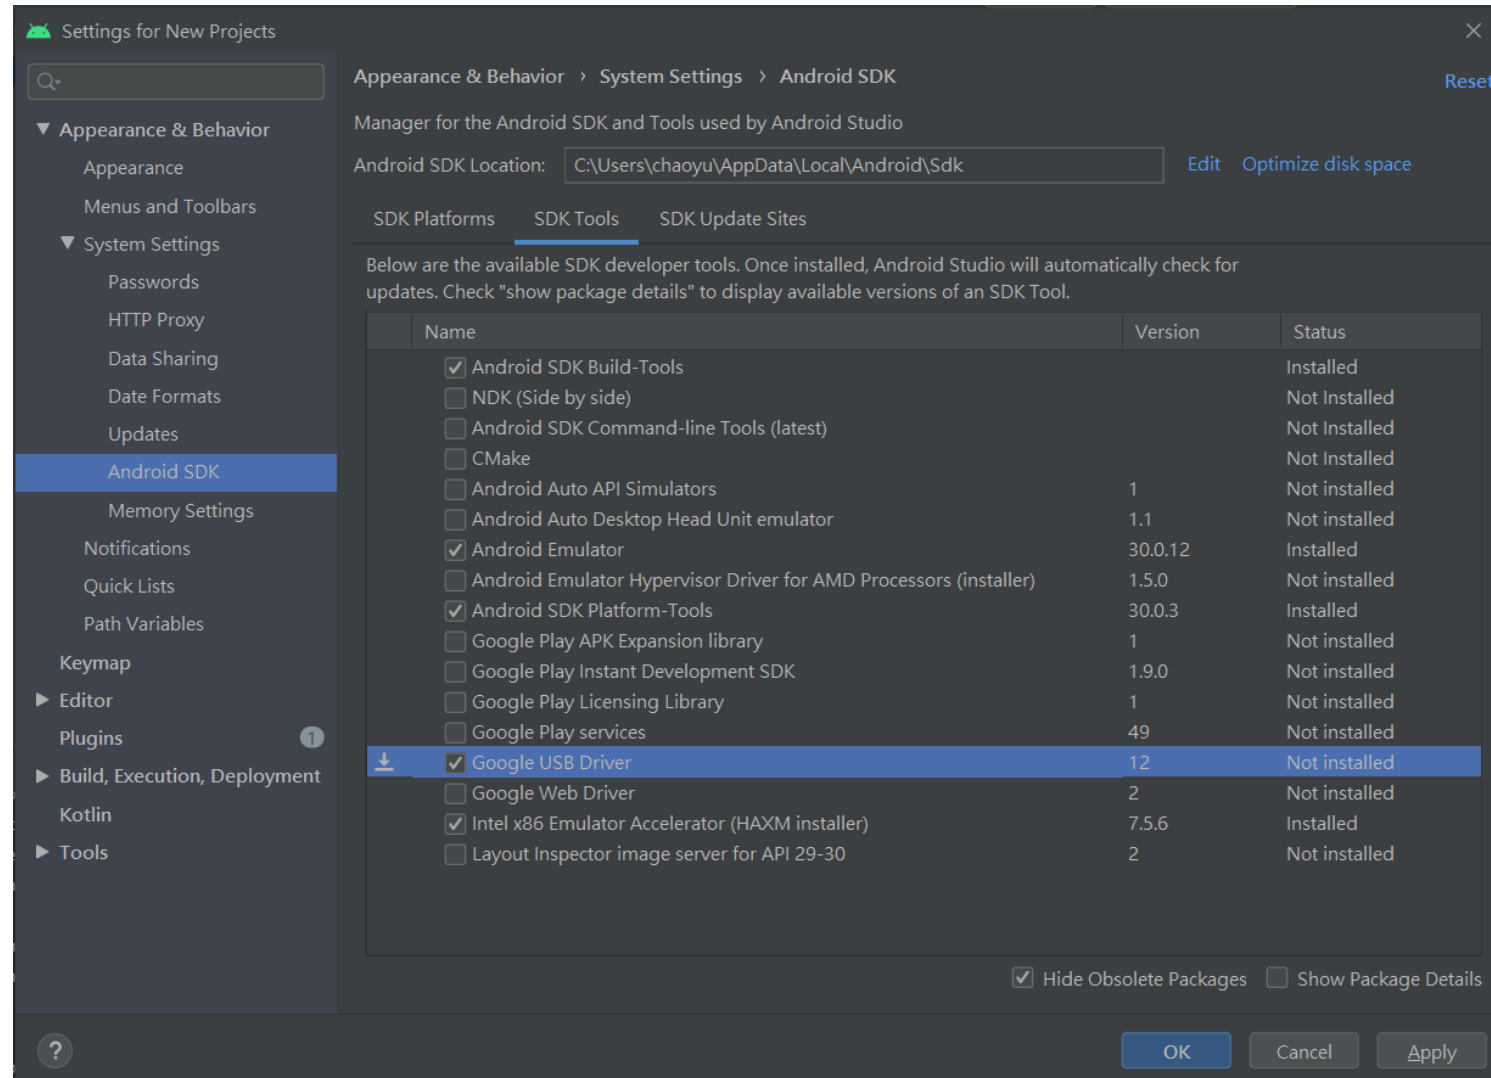 Settings for New Projects
Appearance & Behavior › System Settings › Android SDK
Reset
Manager for the Android SDK and Tools used by Android Studio
Android SDK Location: C:\Users\chaoyu\AppData\Local\Android\Sdk Edit Optimize disk space
Appearance & Behavior
Appearance
Menus and Toolbars
System Settings
Passwords
HTTP Proxy
Data Sharing
Date Formats
Updates
Android SDK
Memory Settings
Notifications
Quick Lists
Path Variables
Keymap
Editor
Plugins 1
Build, Execution, Deployment
Kotlin
Tools
SDK Platforms SDK Tools SDK Update Sites
Below are the available SDK developer tools. Once installed, Android Studio will automatically check for
updates. Check "show package details" to display available versions of an SDK Tool.
Name Version Status
Android SDK Build-Tools Installed
NDK (Side by side) Not Installed
Android SDK Command-line Tools (latest) Not Installed
CMake Not Installed
Android Auto API Simulators 1 Not installed
Android Auto Desktop Head Unit emulator 1.1 Not installed
Android Emulator 30.0.12 Installed
Android Emulator Hypervisor Driver for AMD Processors (installer) 1.5.0 Not installed
Android SDK Platform-Tools 30.0.3 Installed
Google Play APK Expansion library 1 Not installed
Google Play Instant Development SDK 1.9.0 Not installed
Google Play Licensing Library 1 Not installed
Google Play services 49 Not installed
Google USB Driver 12 Not installed
Google Web Driver 2 Not installed
Intel x86 Emulator Accelerator (HAXM installer) 7.5.6 Installed
Layout Inspector image server for API 29-30 2 Not installed
Hide Obsolete Packages Show Package Details
? OK Cancel Apply